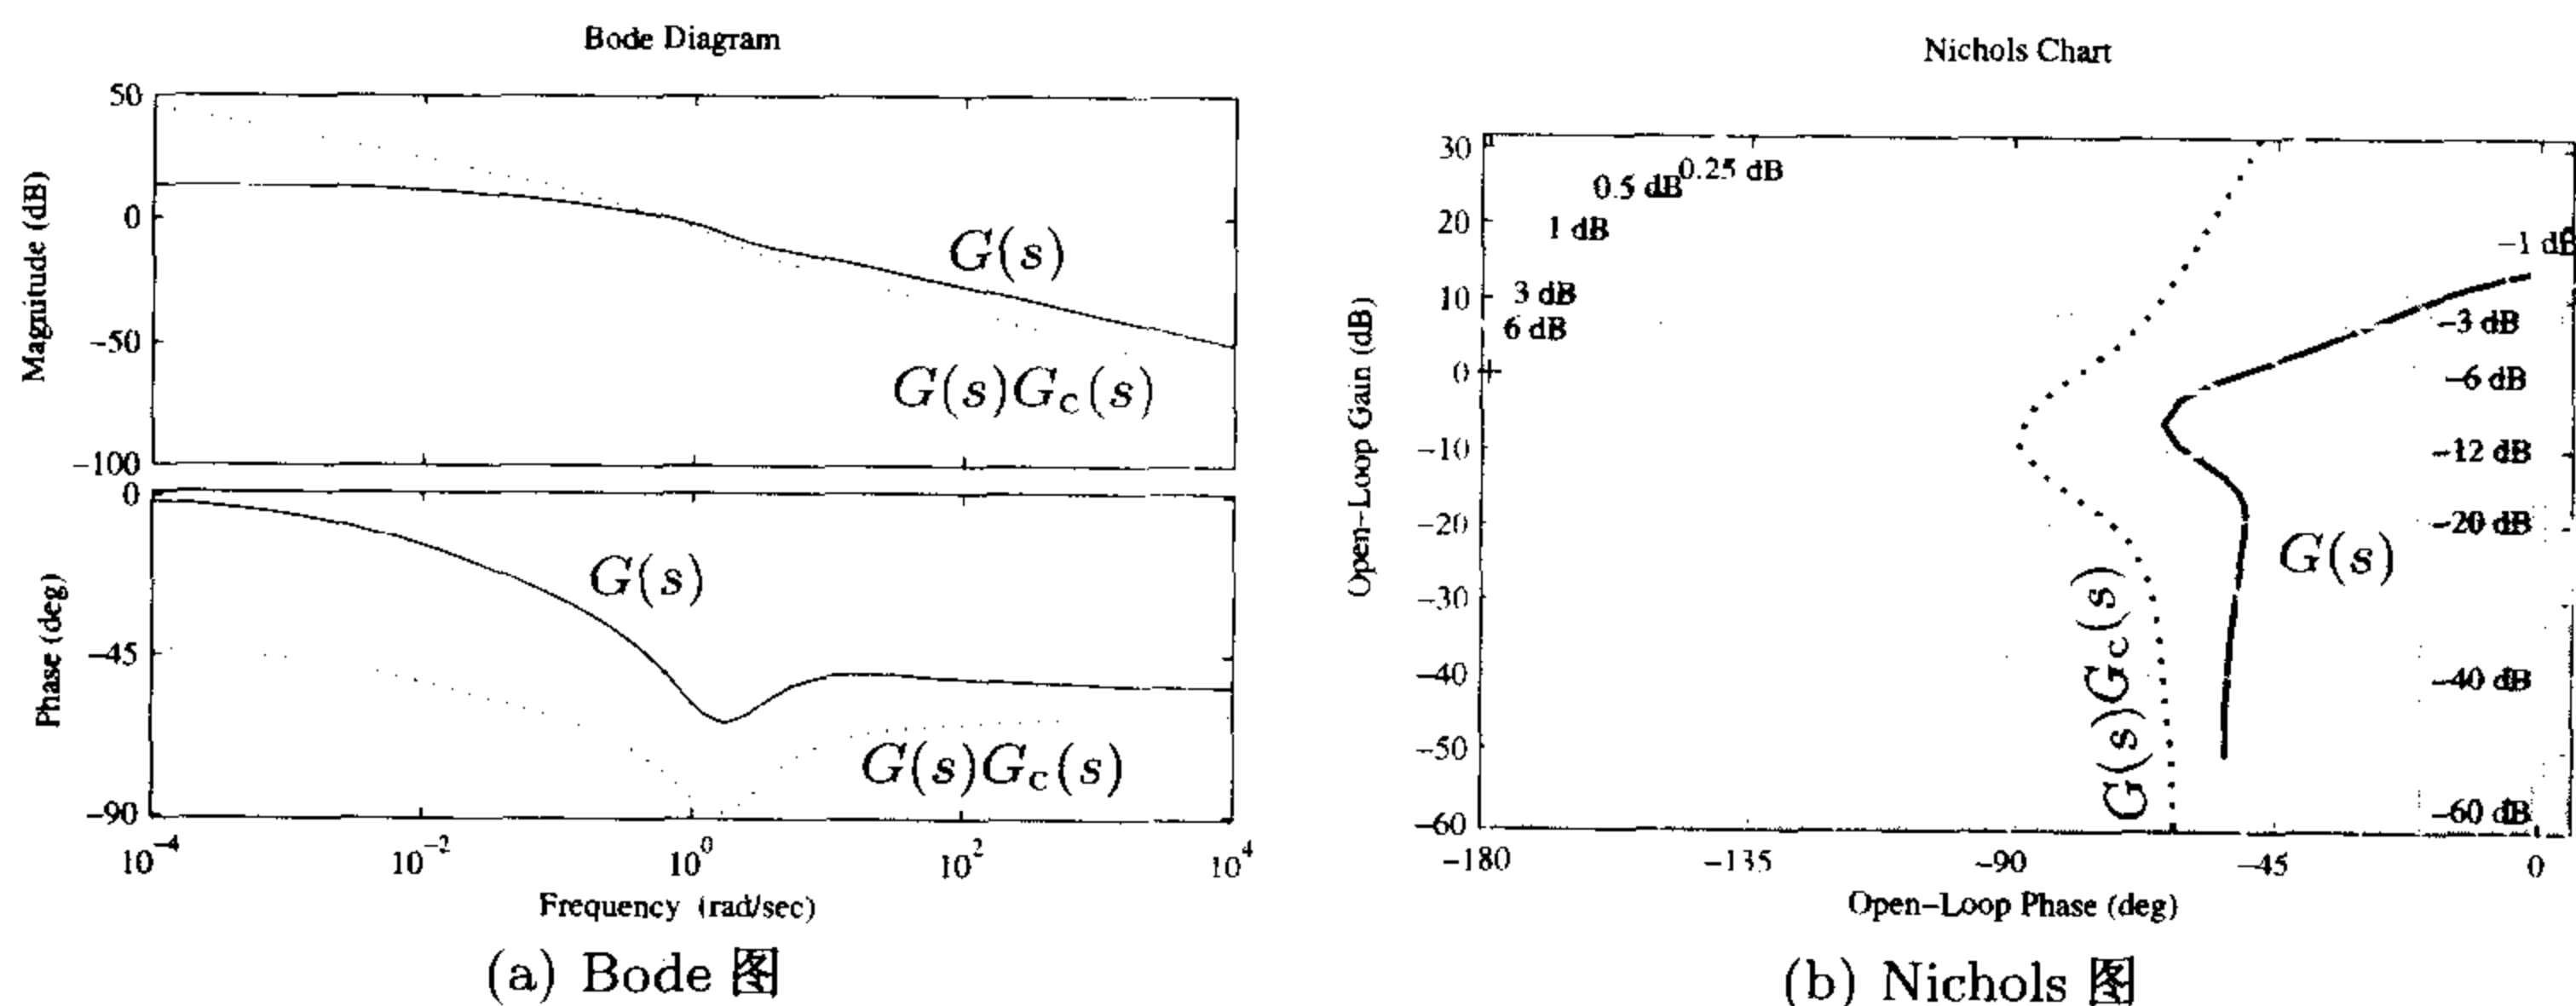 Bode Diagram
50
0
−50
−100
Magnitude (dB)
G(s)
G(s)Gc(s)
0
−45
−90
Phase (deg)
G(s)
G(s)Gc(s)
10^−4
10^−2
10^0
10^2
10^4
Frequency (rad/sec)
(a) Bode 图
Nichols Chart
30
20
10
0
−10
−20
−30
−40
−50
−60
Open−Loop Gain (dB)
0.25 dB
0.5 dB
1 dB
3 dB
6 dB
−1 dB
−3 dB
−6 dB
−12 dB
−20 dB
−40 dB
−60 dB
G(s)
G(s)Gc(s)
−180
−135
−90
−45
0
Open−Loop Phase (deg)
(b) Nichols 图